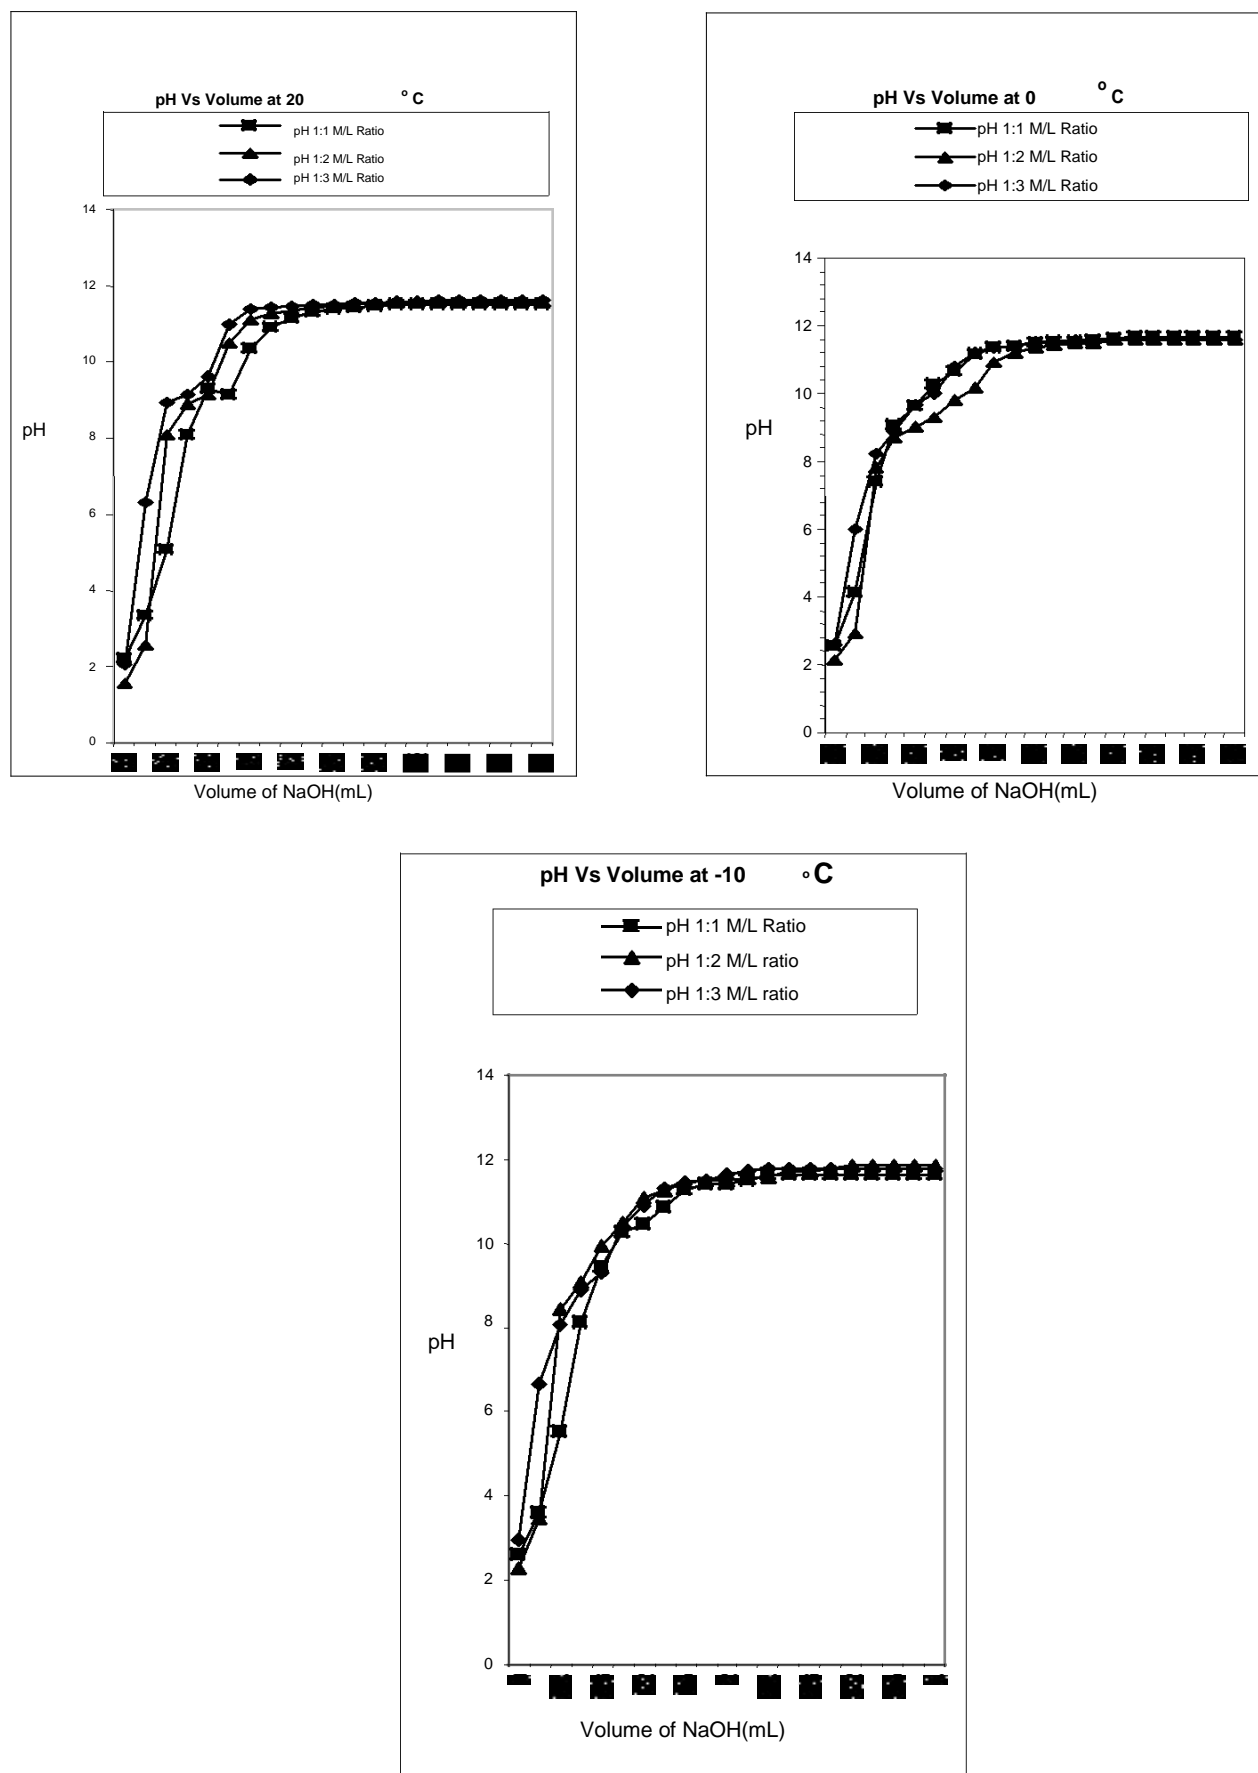 pH Vs Volume at 20 °C
pH 1:1 M/L Ratio
pH 1:2 M/L Ratio
pH 1:3 M/L Ratio
14
12
10
8
6
4
2
0
pH
Volume of NaOH(mL)
pH Vs Volume at 0 °C
pH 1:1 M/L Ratio
pH 1:2 M/L Ratio
pH 1:3 M/L Ratio
14
12
10
8
6
4
2
0
pH
Volume of NaOH(mL)
pH Vs Volume at -10 °C
pH 1:1 M/L Ratio
pH 1:2 M/L ratio
pH 1:3 M/L ratio
14
12
10
8
6
4
2
0
pH
Volume of NaOH(mL)